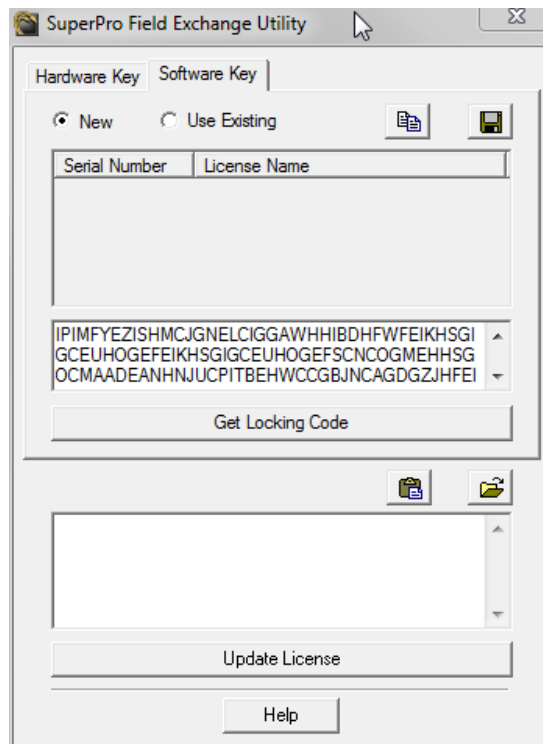 SuperPro Field Exchange Utility
Hardware Key
Software Key
New
Use Existing
Serial Number
License Name
IPIMFYEZISHMCJGNELCIGGAWHHIBDHFWFEIKHSGI
GCEUHOGEFEIKHSGIGCEUHOGEFSCNCOGMEHHSG
OCMAADEANHNJUCPITBEHWCCGBJNCAGDGZJHFEI
Get Locking Code
Update License
Help